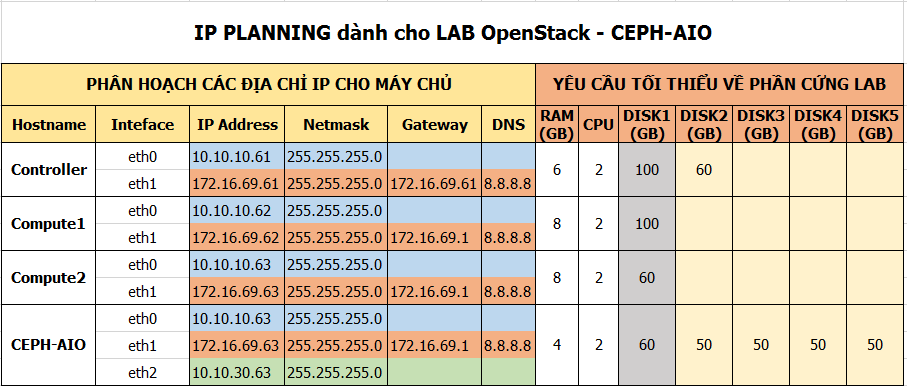 IP PLANNING dành cho LAB OpenStack - CEPH-AIO
PHÂN HOẠCH CÁC ĐỊA CHỈ IP CHO MÁY CHỦ YÊU CẦU TỐI THIỂU VỀ PHẦN CỨNG LAB
Hostname Inteface IP Address Netmask Gateway DNS RAM (GB) CPU DISK1 (GB) DISK2 (GB) DISK3 (GB) DISK4 (GB) DISK5 (GB)
Controller 6 2 100 60
eth0 10.10.10.61 255.255.255.0
eth1 172.16.69.61 255.255.255.0 172.16.69.61 8.8.8.8
Compute1 8 2 100
eth0 10.10.10.62 255.255.255.0
eth1 172.16.69.62 255.255.255.0 172.16.69.1 8.8.8.8
Compute2 8 2 60
eth0 10.10.10.63 255.255.255.0
eth1 172.16.69.63 255.255.255.0 172.16.69.1 8.8.8.8
eth0 10.10.10.63 255.255.255.0
CEPH-AIO eth1 172.16.69.63 255.255.255.0 172.16.69.1 8.8.8.8 4 2 60 50 50 50 50
eth2 10.10.30.63 255.255.255.0